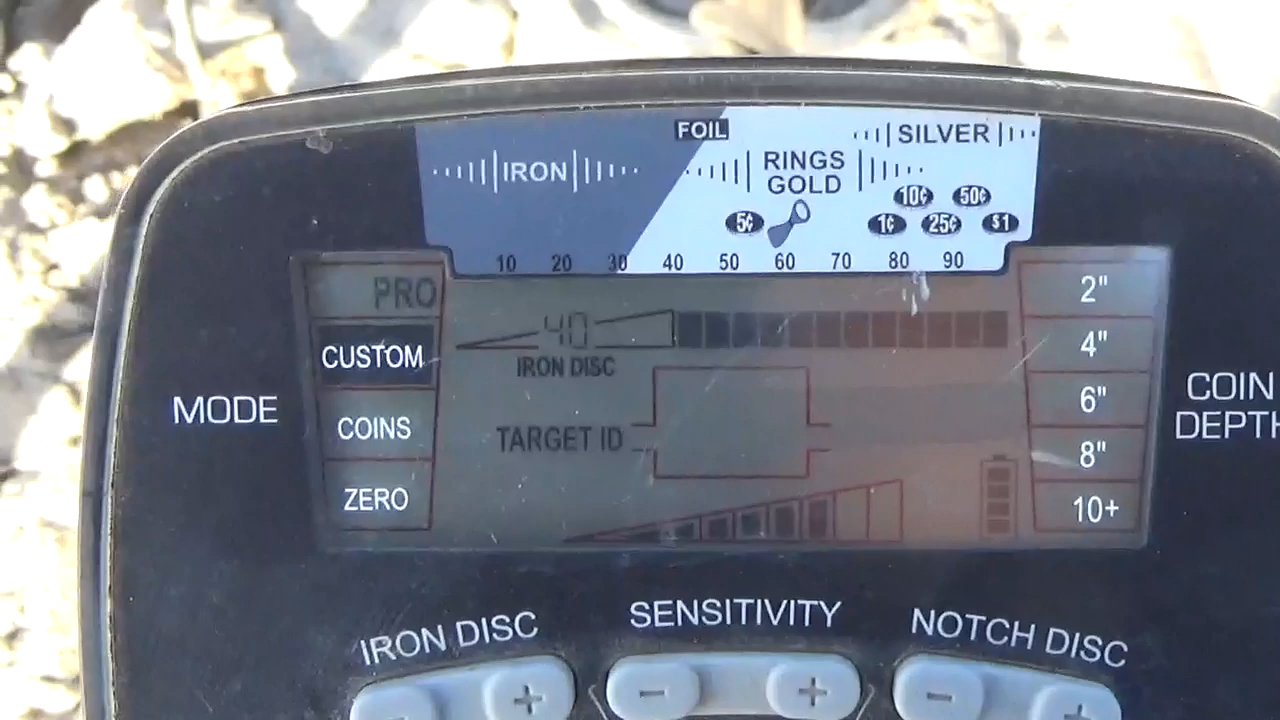 FOIL
SILVER
IRON
RINGS
GOLD
10¢ 50¢
5¢ 1¢ 25¢ $1
10 20 30 40 50 60 70 80 90
PRO
2"
40
4"
CUSTOM
IRON DISC
MODE
6"
COIN
DEPTH
COINS
TARGET ID
8"
ZERO
10+
IRON DISC
SENSITIVITY
NOTCH DISC
- + - + - +